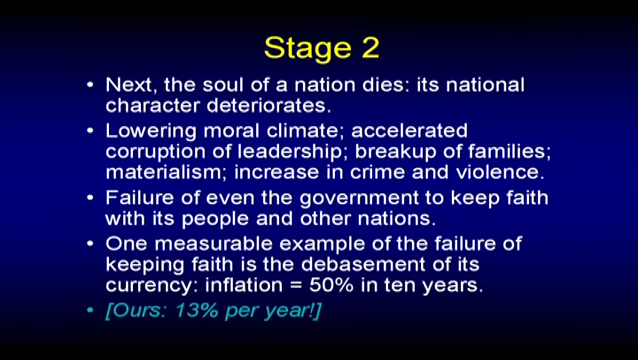 Stage 2
• Next, the soul of a nation dies: its national
character deteriorates.
• Lowering moral climate; accelerated
corruption of leadership; breakup of families;
materialism; increase in crime and violence.
• Failure of even the government to keep faith
with its people and other nations.
• One measurable example of the failure of
keeping faith is the debasement of its
currency: inflation = 50% in ten years.
• [Ours: 13% per year!]